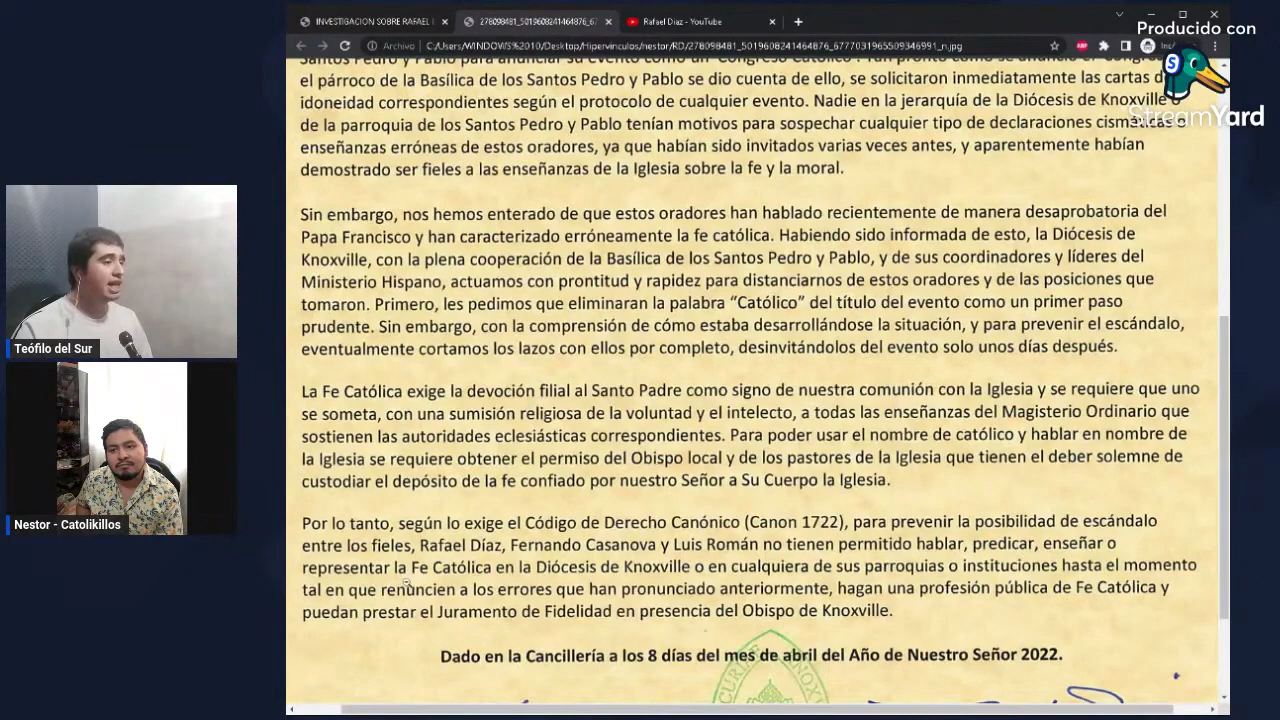 INVESTIGACION SOBRE RAFAEL
278098481_5019608241464876_67
Rafael Diaz - YouTube
Producido con
StreamYard
Archivo
C:/Users/WINDOWS%2010/Desktop/Hipervinculos/nestor/RD/278098481_5019608241464876_6777031965509346991_n.jpg
Santos Pedro y Pablo para anunciar su evento como un
el párroco de la Basílica de los Santos Pedro y Pablo se dio cuenta de ello, se solicitaron inmediatamente las cartas
idoneidad correspondientes según el protocolo de cualquier evento. Nadie en la jerarquía de la Diócesis de Knoxville o
de la parroquia de los Santos Pedro y Pablo tenían motivos para sospechar cualquier tipo de declaraciones cismáticas
enseñanzas erróneas de estos oradores, ya que habían sido invitados varias veces antes, y aparentemente habían
demostrado ser fieles a las enseñanzas de la Iglesia sobre la fe y la moral.
Sin embargo, nos hemos enterado de que estos oradores han hablado recientemente de manera desaprobatoria del
Papa Francisco y han caracterizado erróneamente la fe católica. Habiendo sido informada de esto, la Diócesis de
Knoxville, con la plena cooperación de la Basílica de los Santos Pedro y Pablo, y de sus coordinadores y líderes del
Ministerio Hispano, actuamos con prontitud y rapidez para distanciarnos de estos oradores y de las posiciones que
tomaron. Primero, les pedimos que eliminaran la palabra “Católico” del título del evento como un primer paso
prudente. Sin embargo, con la comprensión de cómo estaba desarrollándose la situación, y para prevenir el escándalo,
eventualmente cortamos los lazos con ellos por completo, desinvitándolos del evento solo unos días después.
La Fe Católica exige la devoción filial al Santo Padre como signo de nuestra comunión con la Iglesia y se requiere que uno
se someta, con una sumisión religiosa de la voluntad y el intelecto, a todas las enseñanzas del Magisterio Ordinario que
sostienen las autoridades eclesiásticas correspondientes. Para poder usar el nombre de católico y hablar en nombre de
la Iglesia se requiere obtener el permiso del Obispo local y de los pastores de la Iglesia que tienen el deber solemne de
custodiar el depósito de la fe confiado por nuestro Señor a Su Cuerpo la Iglesia.
Por lo tanto, según lo exige el Código de Derecho Canónico (Canon 1722), para prevenir la posibilidad de escándalo
entre los fieles, Rafael Díaz, Fernando Casanova y Luis Román no tienen permitido hablar, predicar, enseñar o
representar la Fe Católica en la Diócesis de Knoxville o en cualquiera de sus parroquias o instituciones hasta el momento
tal en que renuncien a los errores que han pronunciado anteriormente, hagan una profesión pública de Fe Católica y
puedan prestar el Juramento de Fidelidad en presencia del Obispo de Knoxville.
Dado en la Cancillería a los 8 días del mes de abril del Año de Nuestro Señor 2022.
Teófilo del Sur
Nestor - Catolikillos